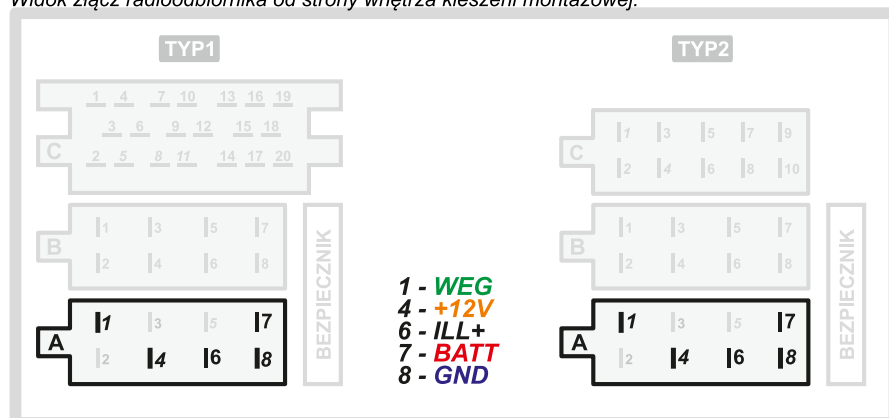 Widok złącz radioodbiornika od strony wnętrza kieszeni montażowej.
TYP1
TYP2
1 4 7 10 13 16 19
3 6 9 12 15 18
C
2 5 8 11 14 17 20
1 3 5 7
B
2 4 6 8
BEZPIECZNIK
1 3 5 7
A
2 4 6 8
1 - WEG
4 - +12V
6 - ILL+
7 - BATT
8 - GND
1 3 5 7 9
C
2 4 6 8 10
1 3 5 7
B
2 4 6 8
BEZPIECZNIK
1 3 5 7
A
2 4 6 8